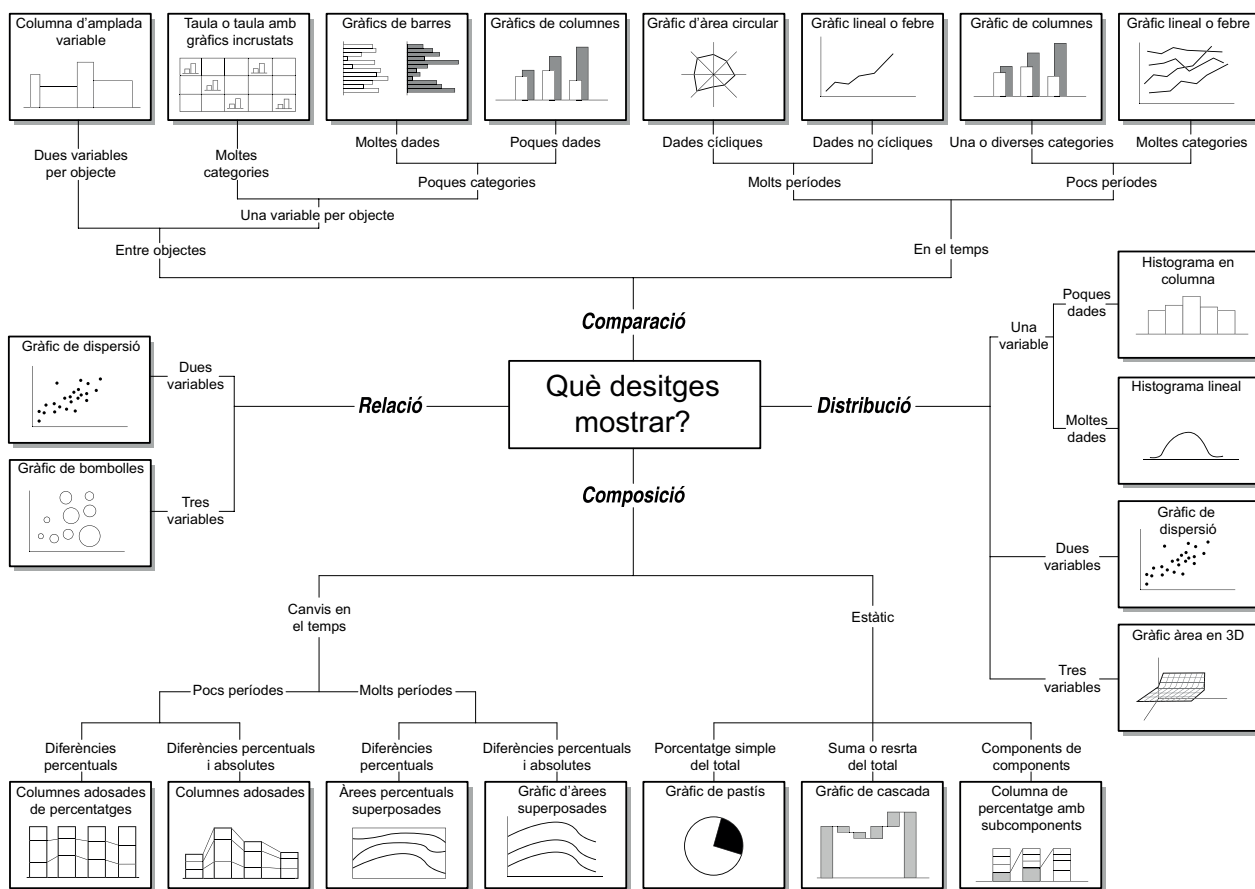 Columna d'amplada
variable
Taula o taula amb
gràfics incrustats
Gràfics de barres
Gràfics de columnes
Gràfic d'àrea circular
Gràfic lineal o febre
Gràfic de columnes
Gràfic lineal o febre
Dues variables
per objecte
Moltes
categories
Moltes dades
Poques dades
Dades cícliques
Dades no cícliques
Una o diverses categories
Moltes categories
Poques categories
Molts períodes
Pocs períodes
Una variable per objecte
Entre objectes
En el temps
Comparació
Gràfic de dispersió
Dues
variables
Relació
Què desitges
mostrar?
Distribució
Una
variable
Poques
dades
Histograma en
columna
Moltes
dades
Histograma lineal
Gràfic de bombolles
Tres
variables
Composició
Dues
variables
Gràfic de
dispersió
Tres
variables
Gràfic àrea en 3D
Canvis en
el temps
Estàtic
Pocs períodes
Molts períodes
Diferències
percentuals
Diferències percentuals
i absolutes
Diferències
percentuals
Diferències percentuals
i absolutes
Porcentatge simple
del total
Suma o resrta
del total
Components de
components
Columnes adosades
de percentatges
Columnes adosades
Àrees percentuals
superposades
Gràfic d'àrees
superposades
Gràfic de pastís
Gràfic de cascada
Columna de
percentatge amb
subcomponents